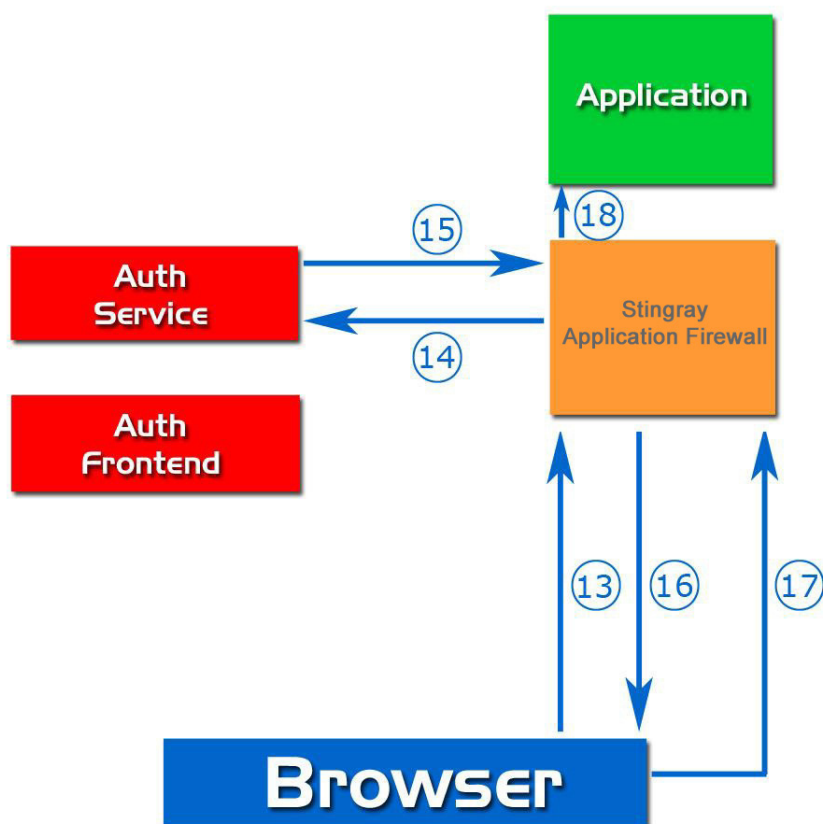 Application
18
15
Auth
Service
Stingray
Application Firewall
14
Auth
Frontend
13
16
17
Browser